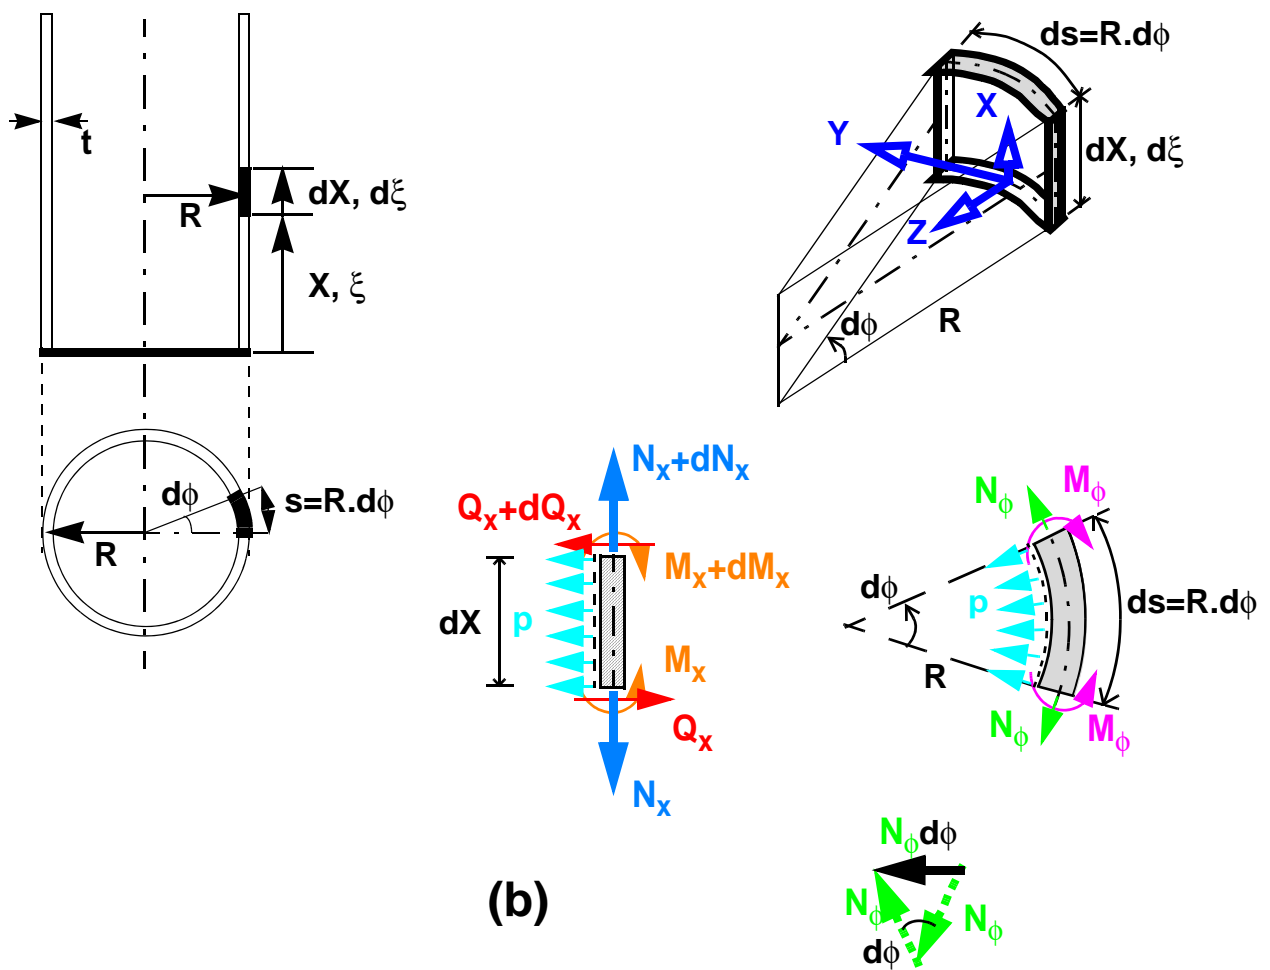 t
R
dX, dξ
X, ξ
dϕ
s=R.dϕ
R
ds=R.dϕ
X
Y
dX, dξ
Z
dϕ
R
Nx+dNx
Qx+dQx
Mx+dMx
dX
p
Mx
Qx
Nx
Nϕ
Mϕ
dϕ
p
ds=R.dϕ
R
Nϕ
Mϕ
Nϕdϕ
(b)
Nϕ
Nϕ
dϕ